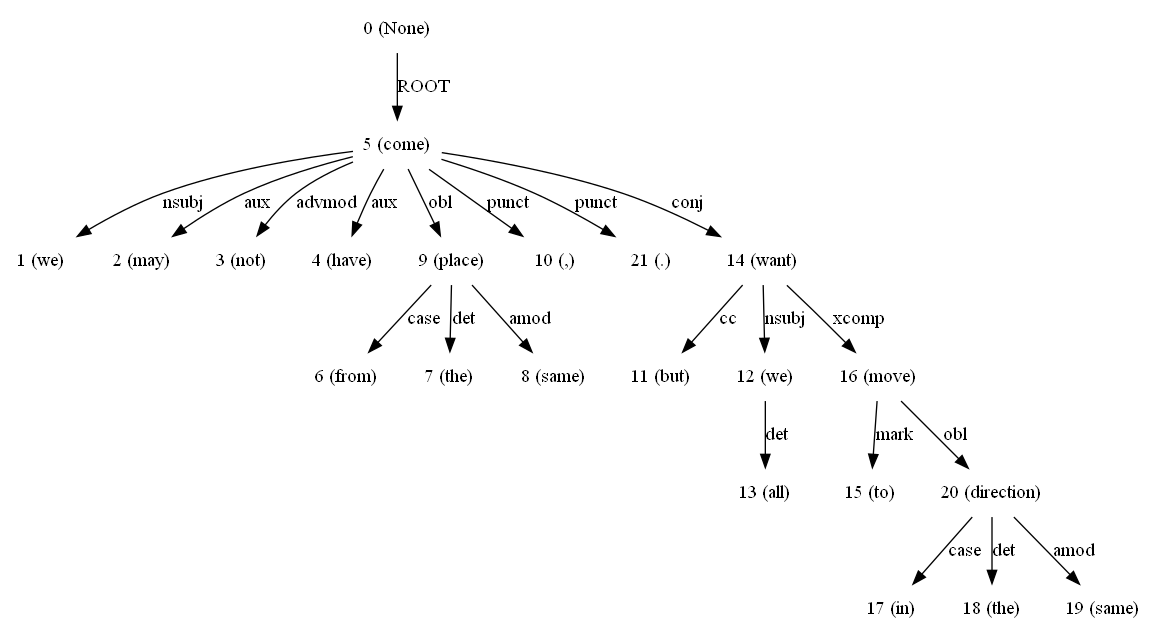 0 (None)
ROOT
5 (come)
nsubj aux advmod aux obl punct punct conj
1 (we) 2 (may) 3 (not) 4 (have) 9 (place) 10 (,) 21 (.) 14 (want)
case det amod cc nsubj xcomp
6 (from) 7 (the) 8 (same) 11 (but) 12 (we) 16 (move)
det mark obl
13 (all) 15 (to) 20 (direction)
case det amod
17 (in) 18 (the) 19 (same)